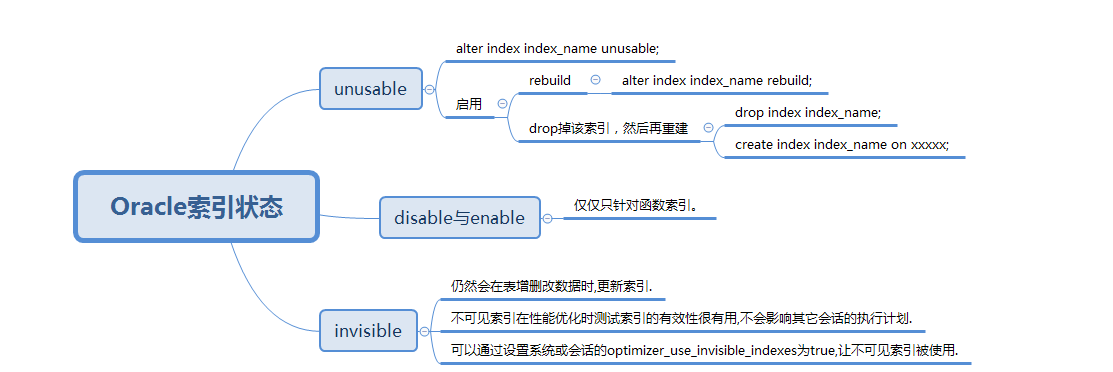 Oracle索引状态
unusable
alter index index_name unusable;
启用
rebuild
alter index index_name rebuild;
drop掉该索引，然后再重建
drop index index_name;
create index index_name on xxxxx;
disable与enable
仅仅只针对函数索引。
invisible
仍然会在表增删改数据时,更新索引.
不可见索引在性能优化时测试索引的有效性很有用,不会影响其它会话的执行计划.
可以通过设置系统或会话的optimizer_use_invisible_indexes为true,让不可见索引被使用.